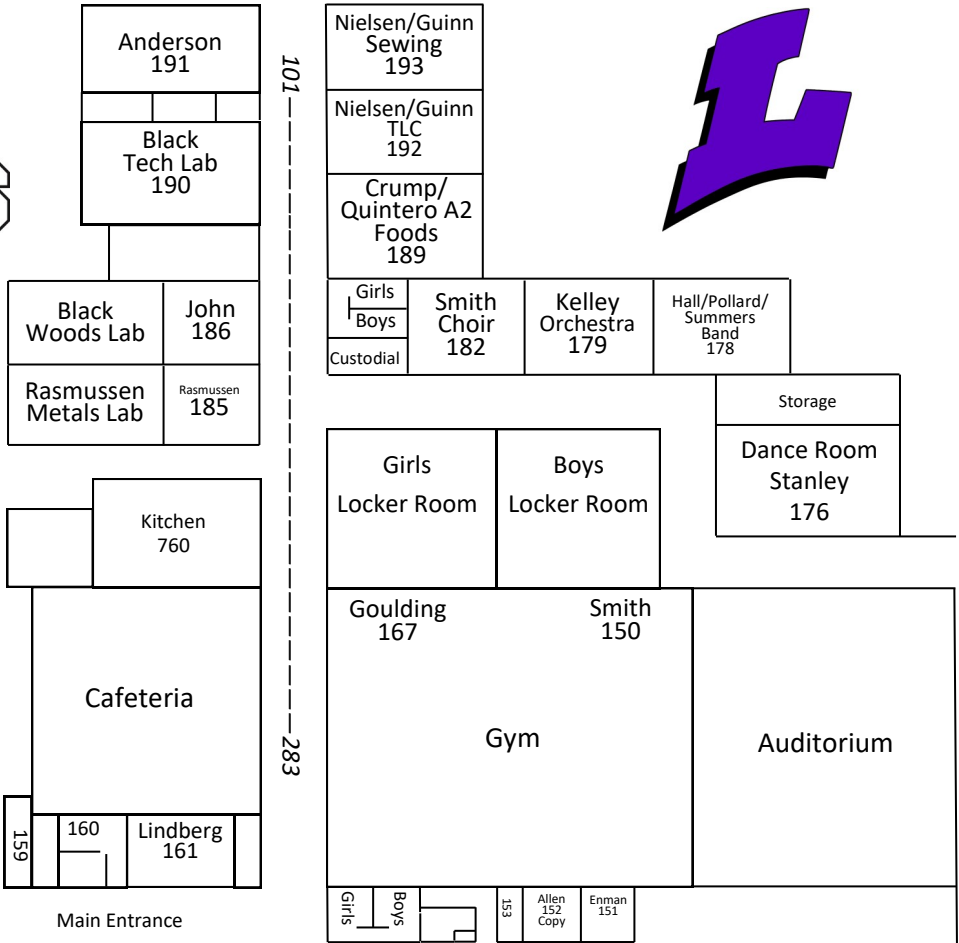 Anderson
191
Black
Tech Lab
190
101
283
Nielsen/Guinn
Sewing
193
Nielsen/Guinn
TLC
192
Crump/
Quintero A2
Foods
189
L
Black
Woods Lab
John
186
Rasmussen
Metals Lab
Rasmussen
185
Girls
Boys
Custodial
Smith
Choir
182
Kelley
Orchestra
179
Hall/Pollard/
Summers
Band
178
Storage
Dance Room
Stanley
176
Girls
Locker Room
Boys
Locker Room
Kitchen
760
Cafeteria
Goulding
167
Smith
150
Gym
Auditorium
159
160
Lindberg
161
Main Entrance
Girls
Boys
153
Allen
152
Copy
Enman
151